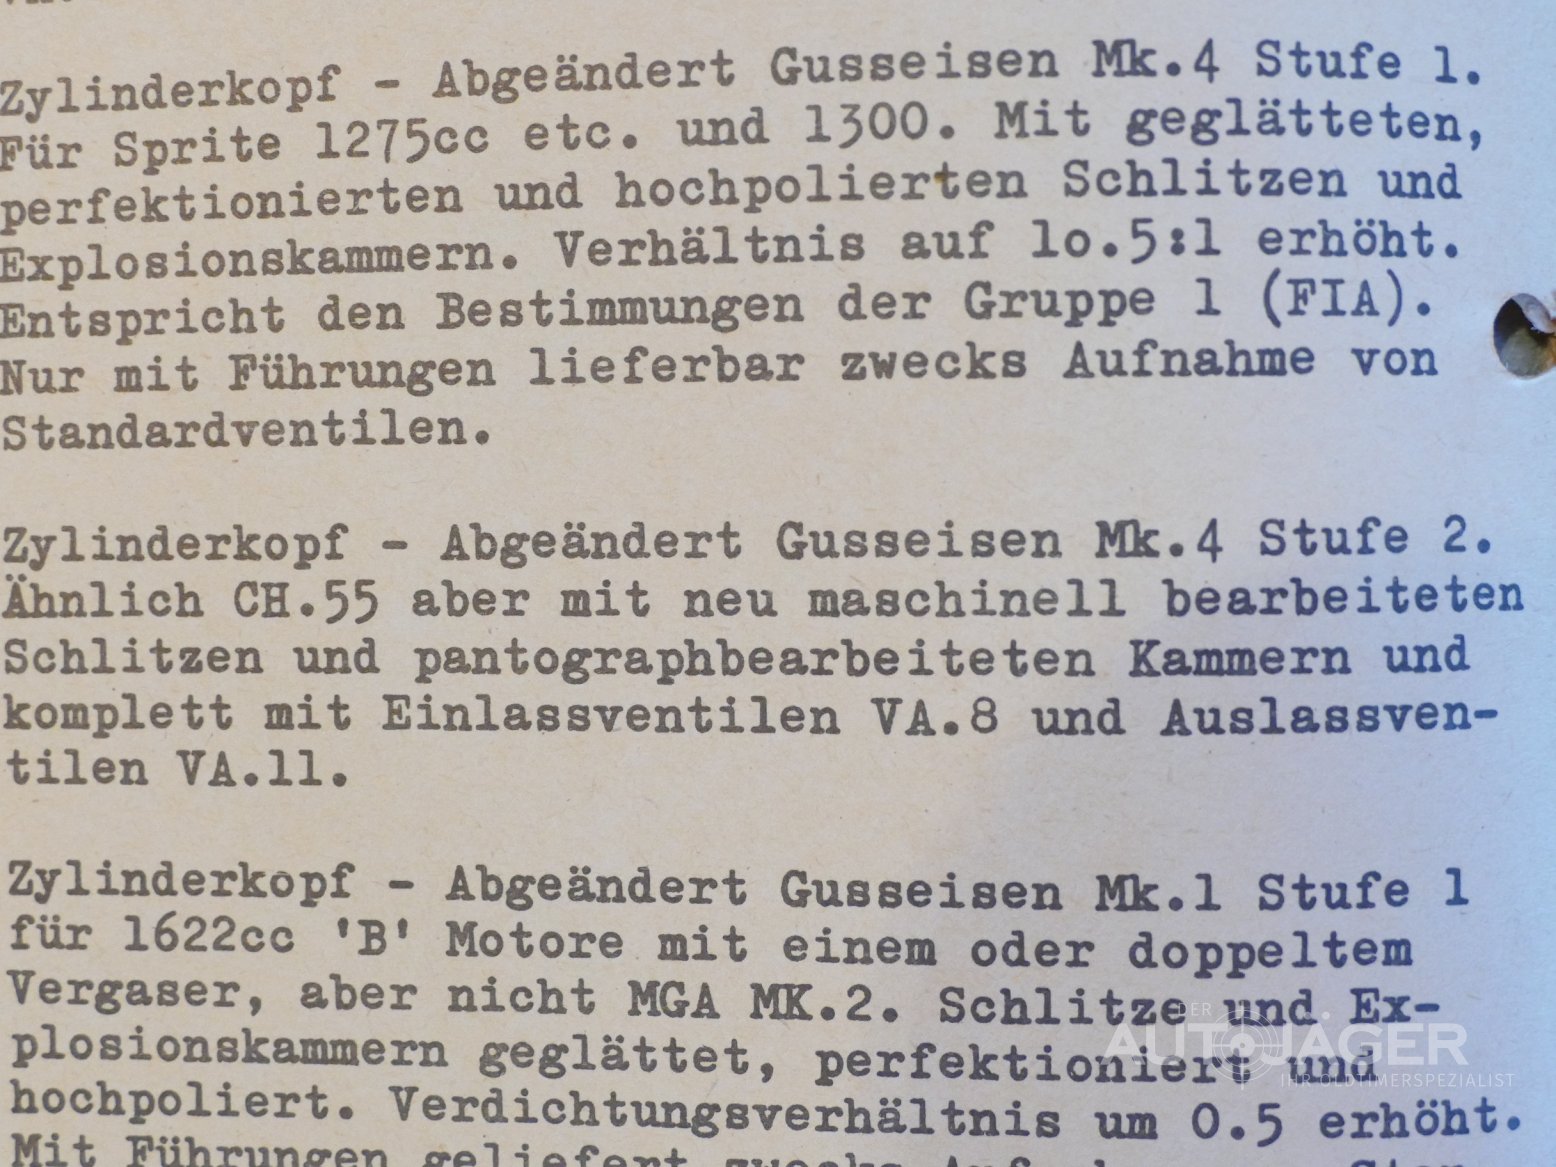 Zylinderkopf - Abgeändert Gusseisen Mk.4 Stufe 1.
Für Sprite 1275cc etc. und 1300. Mit geglätteten,
perfektionierten und hochpolierten Schlitzen und
Explosionskammern. Verhältnis auf lo.5:1 erhöht.
Entspricht den Bestimmungen der Gruppe 1 (FIA).
Nur mit Führungen lieferbar zwecks Aufnahme von
Standardventilen.
Zylinderkopf - Abgeändert Gusseisen Mk.4 Stufe 2.
Ähnlich CH.55 aber mit neu maschinell bearbeiteten
Schlitzen und pantographbearbeiteten Kammern und
komplett mit Einlassventilen VA.8 und Auslassven-
tilen VA.11.
Zylinderkopf - Abgeändert Gusseisen Mk.1 Stufe 1
für 1622cc 'B' Motore mit einem oder doppeltem
Vergaser, aber nicht MGA MK.2. Schlitze und Ex-
plosionskammern geglättet, perfektioniert und
hochpoliert. Verdichtungsverhältnis um 0.5 erhöht.
Mit Führungen geliefert zwecks
DER
AUTOJÄGER
IHR OLDTIMERSPEZIALIST